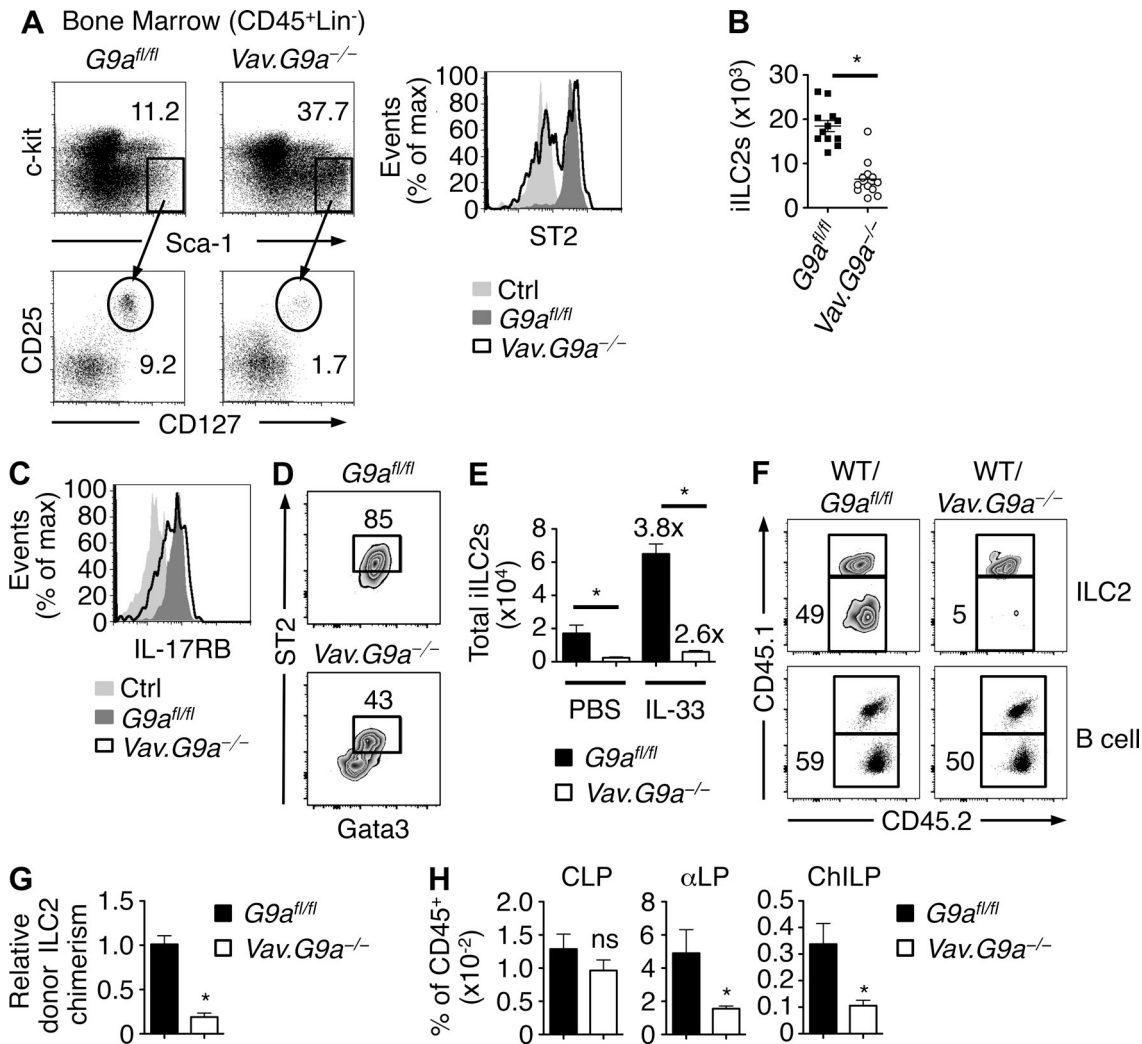 A Bone Marrow (CD45⁺Lin⁻)
G9a^fl/fl Vav.G9a⁻/⁻
11.2 37.7
c-kit
Sca-1
CD25
9.2 1.7
CD127
Events
(% of max)
100
80
60
40
20
0
ST2
Ctrl
G9a^fl/fl
Vav.G9a⁻/⁻
B
*
iILC2s (x10³)
30
20
10
0
G9a^fl/fl
Vav.G9a⁻/⁻
C
Events
(% of max)
100
80
60
40
20
0
IL-17RB
Ctrl
G9a^fl/fl
Vav.G9a⁻/⁻
D
G9a^fl/fl
85
Vav.G9a⁻/⁻
43
ST2
Gata3
E
Total iILC2s
(x10⁴)
8
6
4
2
0
*
*
3.8x
2.6x
PBS IL-33
G9a^fl/fl
Vav.G9a⁻/⁻
F
WT/ WT/
G9a^fl/fl Vav.G9a⁻/⁻
49 5
ILC2
59 50
B cell
CD45.1
CD45.2
G
Relative
donor ILC2
chimerism
1.5
1.0
0.5
0
*
G9a^fl/fl
Vav.G9a⁻/⁻
H
% of CD45⁺
(x10⁻²)
CLP
2.0
1.5
1.0
0.5
0
ns
αLP
8
6
4
2
0
*
ChILP
0.5
0.4
0.3
0.2
0.1
0
*
G9a^fl/fl
Vav.G9a⁻/⁻